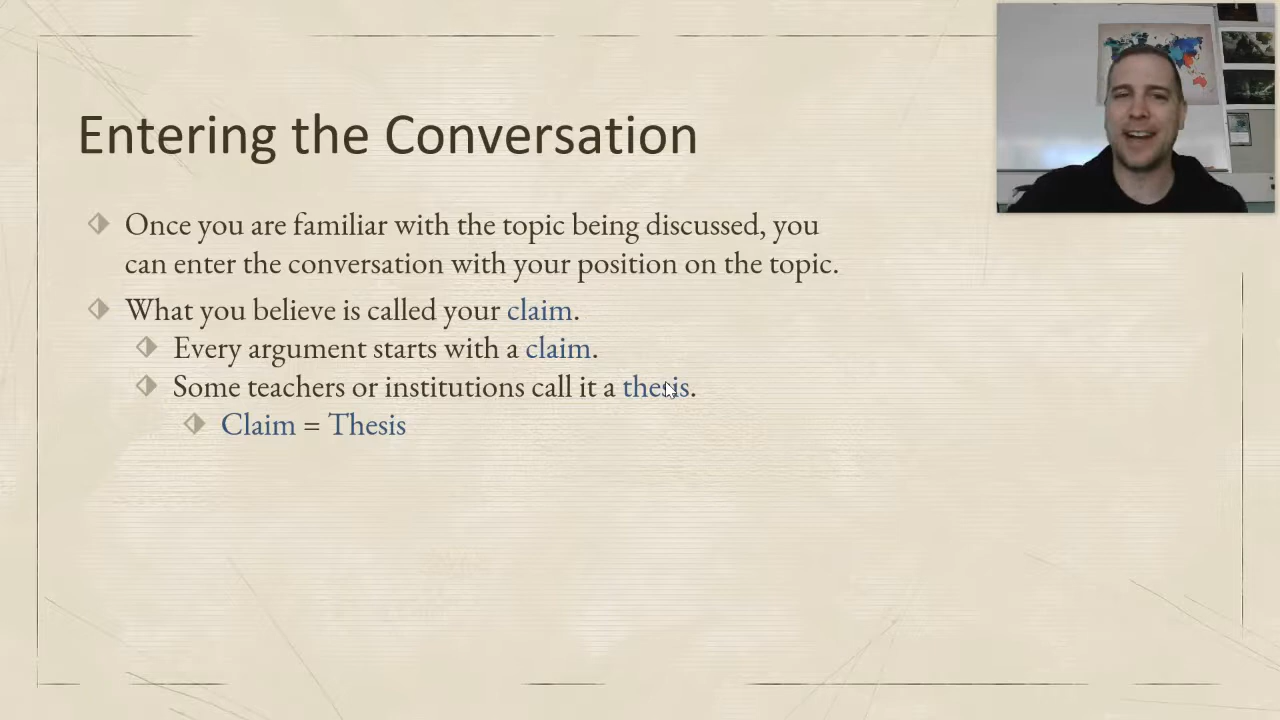 Entering the Conversation
Once you are familiar with the topic being discussed, you
can enter the conversation with your position on the topic.
What you believe is called your claim.
Every argument starts with a claim.
Some teachers or institutions call it a thesis.
Claim = Thesis